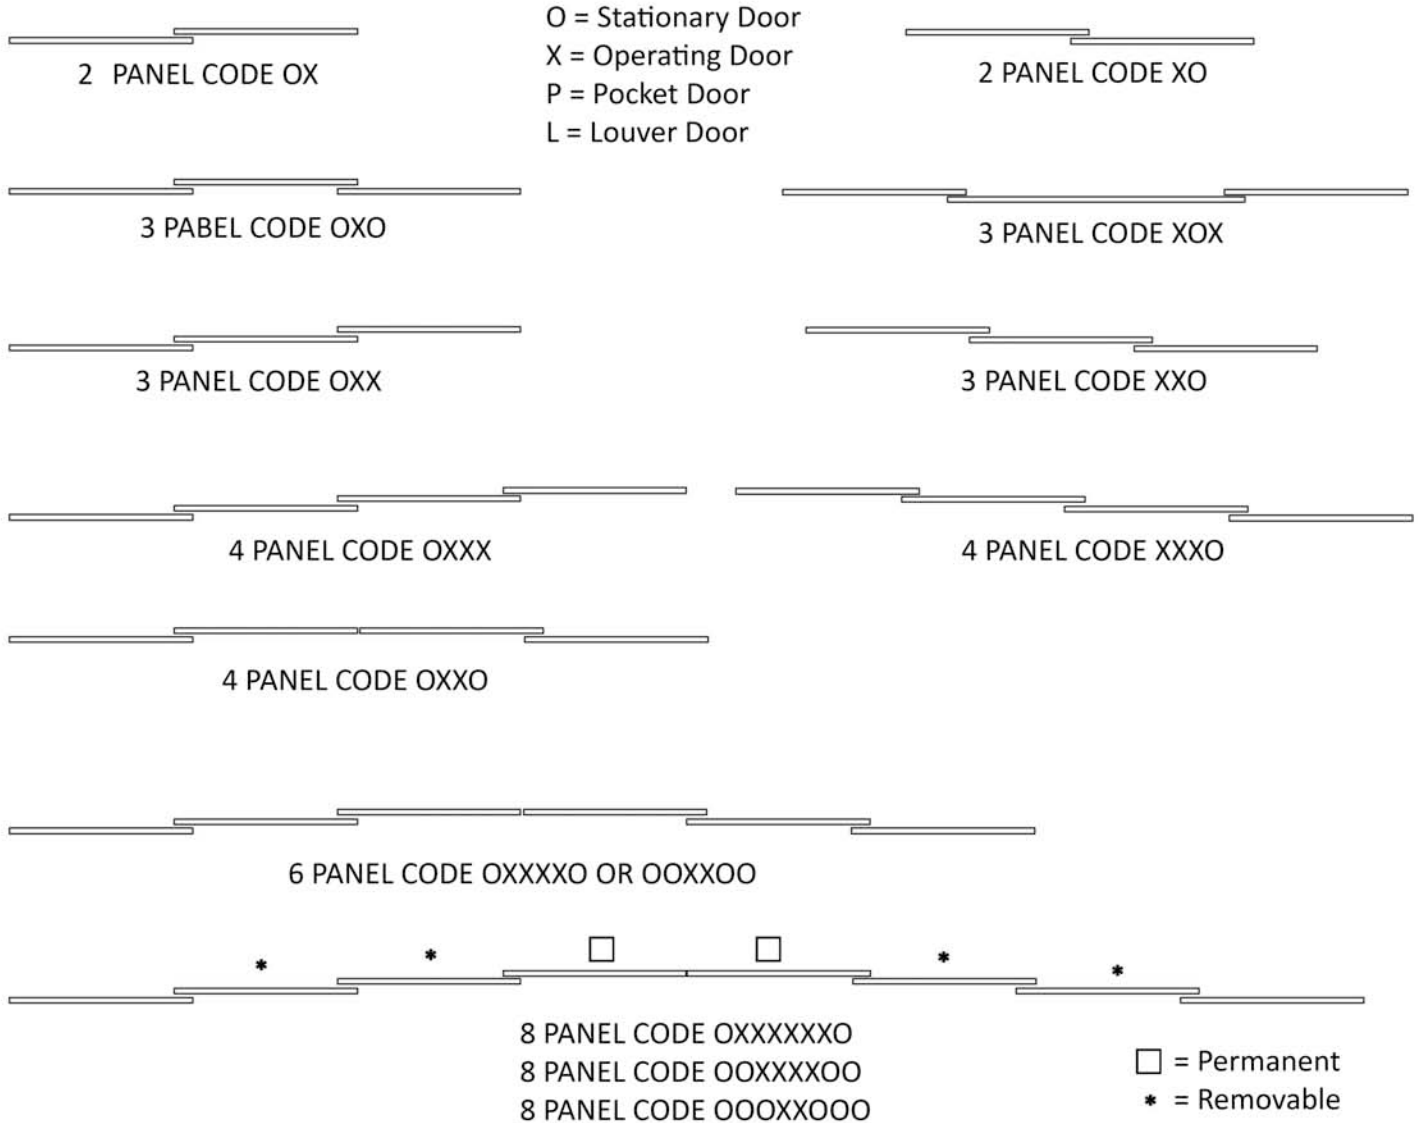 O = Stationary Door
X = Operating Door
P = Pocket Door
L = Louver Door
2 PANEL CODE OX
2 PANEL CODE XO
3 PABEL CODE OXO
3 PANEL CODE XOX
3 PANEL CODE OXX
3 PANEL CODE XXO
4 PANEL CODE OXXX
4 PANEL CODE XXXO
4 PANEL CODE OXXO
6 PANEL CODE OXXXXO OR OOXXOO
* * * *
8 PANEL CODE OXXXXXXO
8 PANEL CODE OOXXXXOO
8 PANEL CODE OOOXXOOO
□ = Permanent
* = Removable